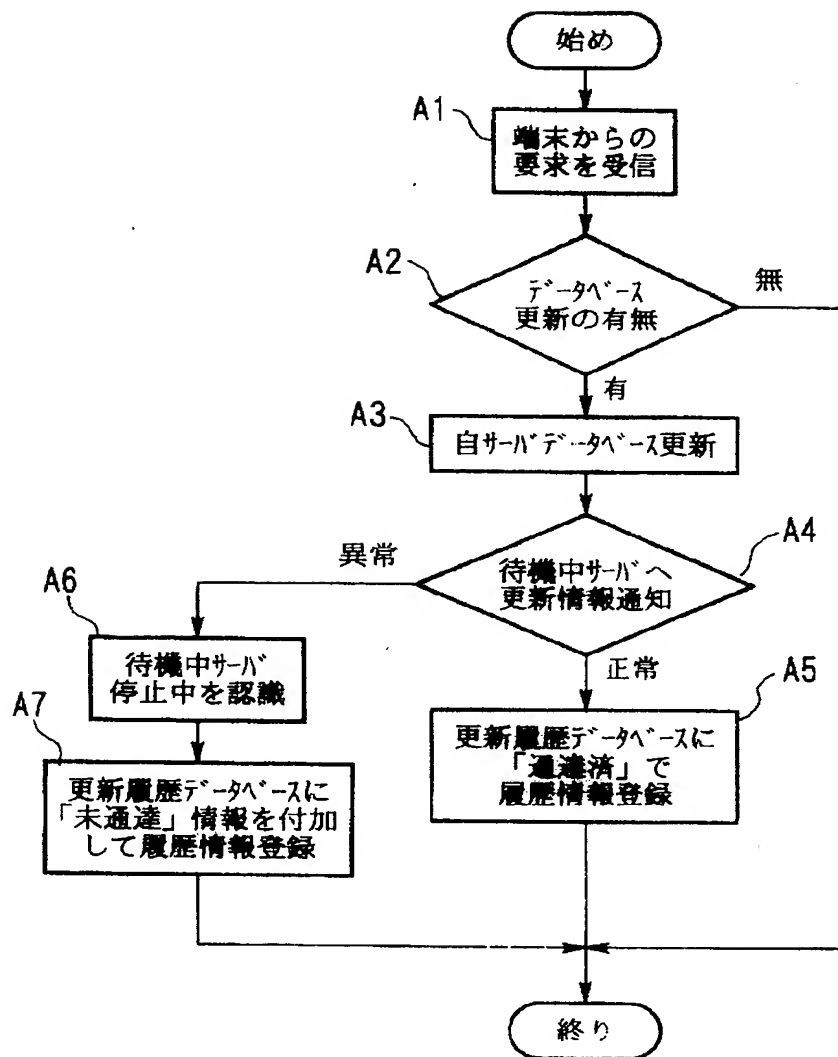 始め
A1
端末からの
要求を受信
A2
データベース
更新の有無
無
有
A3
自サーバデータベース更新
A4
待機中サーバへ
更新情報通知
異常
正常
A6
待機中サーバ
停止中を認識
A5
更新履歴データベースに
「通達済」で
履歴情報登録
A7
更新履歴データベースに
「未通達」情報を付加
して履歴情報登録
終り